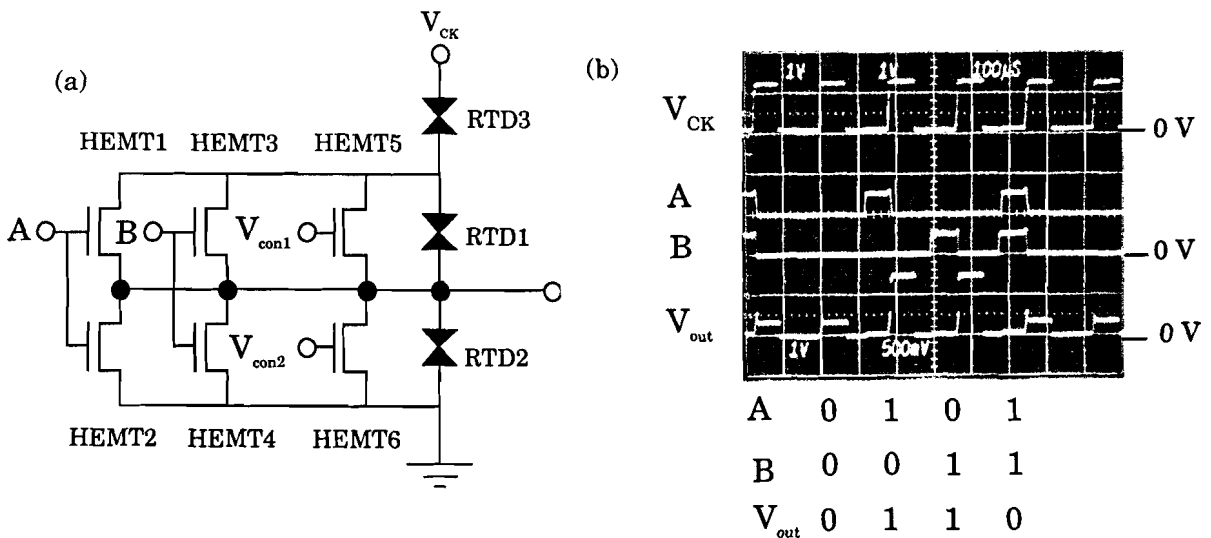 (a)
V_CK
RTD3
HEMT1 HEMT3 HEMT5
A B V_con1 RTD1
V_con2 RTD2
HEMT2 HEMT4 HEMT6
(b)
1V 1V 100µS
V_CK 0 V
A
B 0 V
V_out 0 V
1V 500mV
A 0 1 0 1
B 0 0 1 1
V_out 0 1 1 0